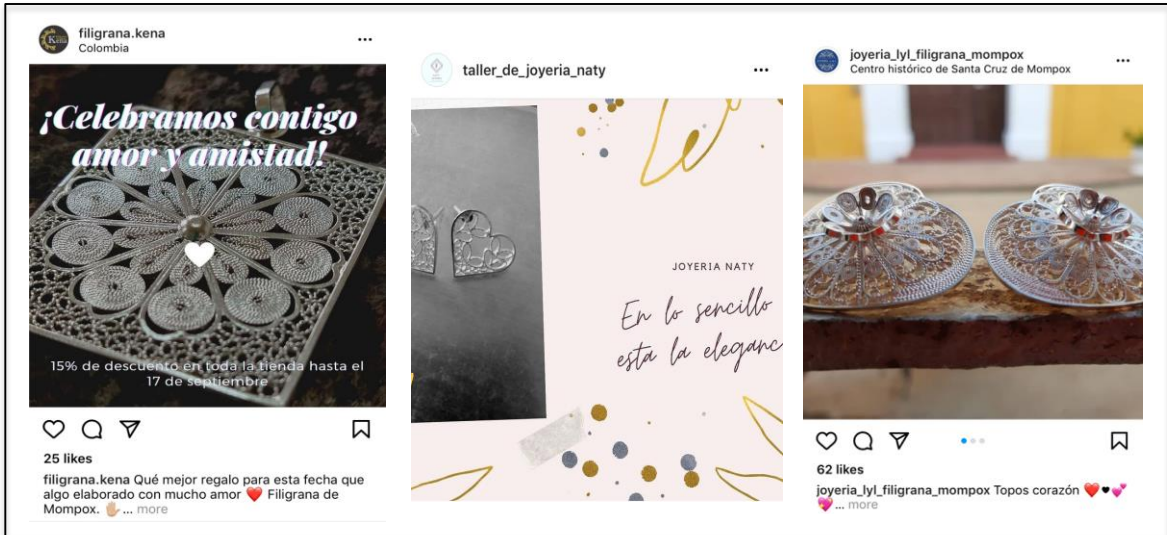 filigrana.kena
Colombia
¡Celebramos contigo
amor y amistad!
15% de descuento en toda la tienda hasta el
17 de septiembre
25 likes
filigrana.kena Qué mejor regalo para esta fecha que
algo elaborado con mucho amor ❤️ Filigrana de
Mompox. 🖐🏼... more
taller_de_joyeria_naty
JOYERIA NATY
En lo sencillo
esta la eleganc
joyeria_lyl_filigrana_mompox
Centro histórico de Santa Cruz de Mompox
62 likes
joyeria_lyl_filigrana_mompox Topos corazón ❤️🖤💕
💖... more